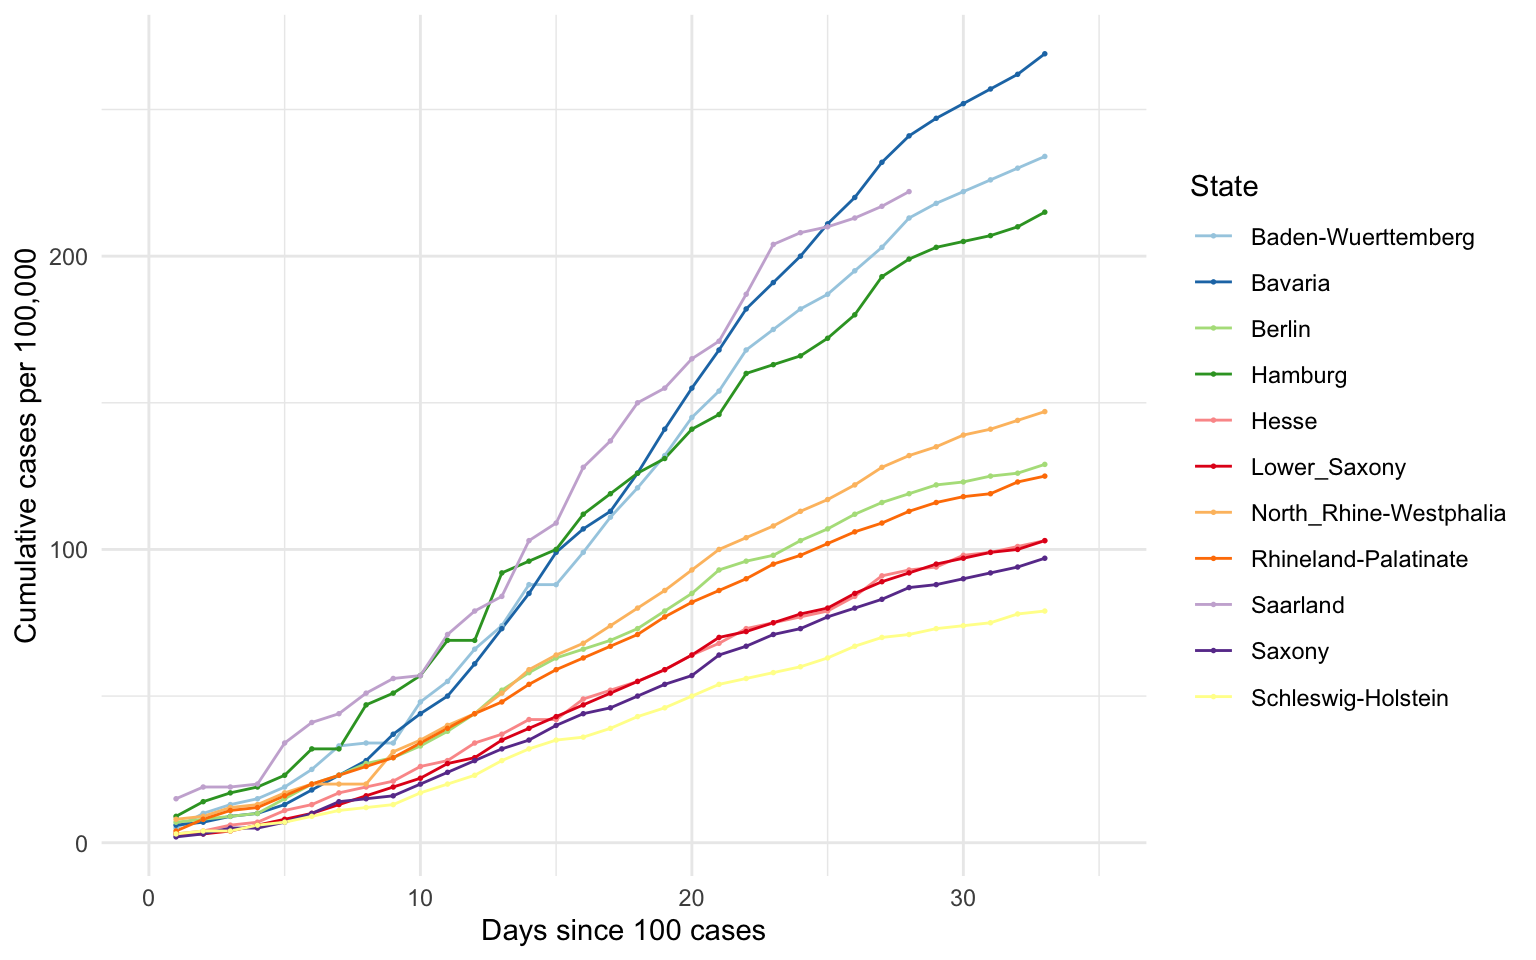 Cumulative cases per 100,000
200
100
0
0 10 20 30
Days since 100 cases
State
Baden-Wuerttemberg
Bavaria
Berlin
Hamburg
Hesse
Lower_Saxony
North_Rhine-Westphalia
Rhineland-Palatinate
Saarland
Saxony
Schleswig-Holstein